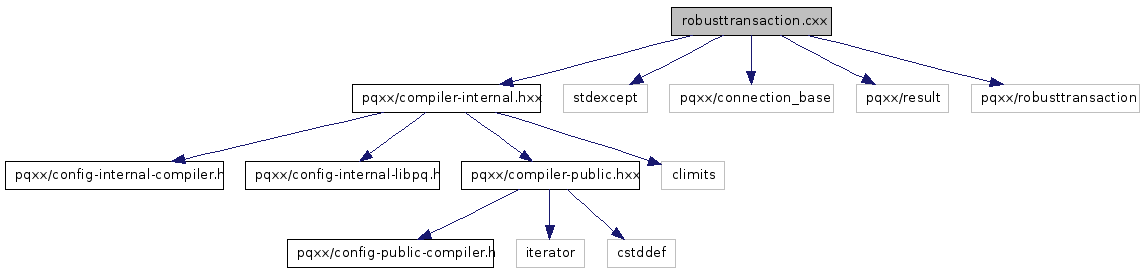 robusttransaction.cxx
pqxx/compiler-internal.hxx
stdexcept
pqxx/connection_base
pqxx/result
pqxx/robusttransaction
pqxx/config-internal-compiler.h
pqxx/config-internal-libpq.h
pqxx/compiler-public.hxx
climits
pqxx/config-public-compiler.h
iterator
cstddef